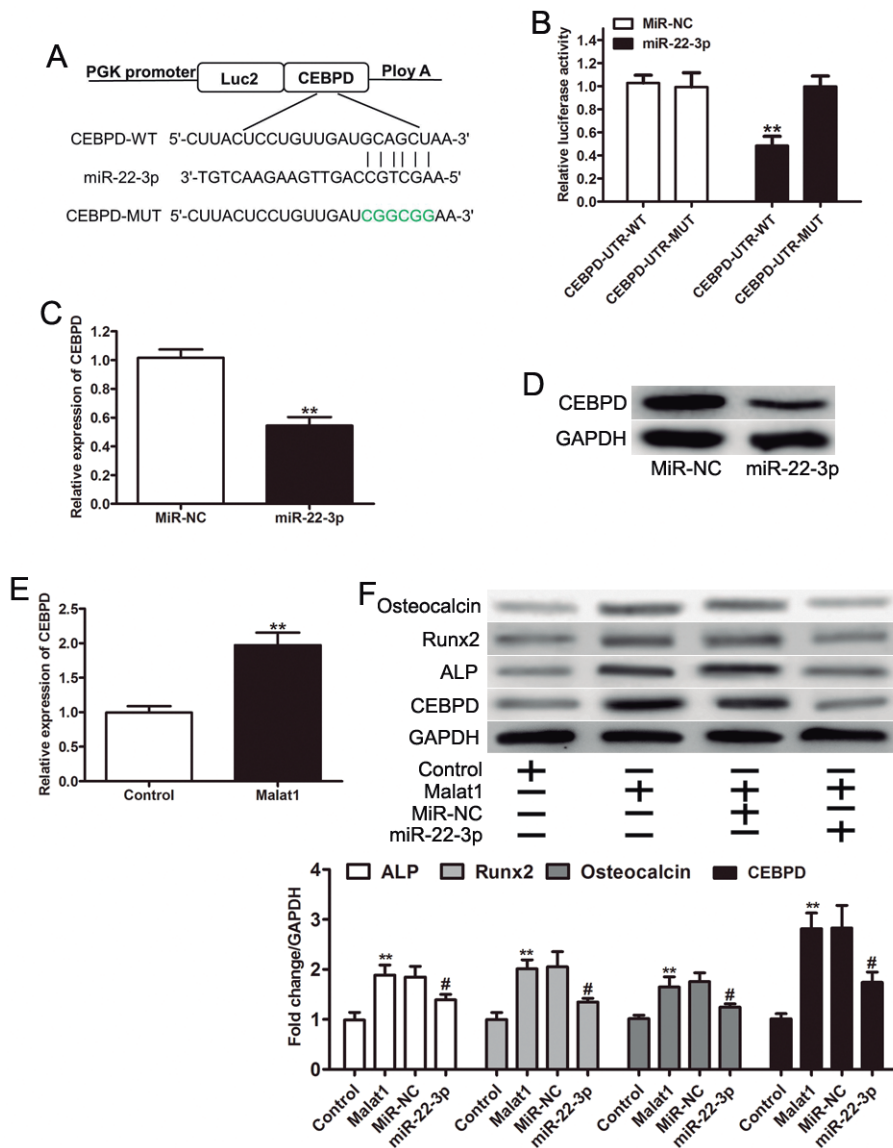 A
PGK promoter Luc2 CEBPD Ploy A
CEBPD-WT 5'-CUUACUCCUGUUGAUGCAGCUAA-3'
miR-22-3p 3'-TGTCAAGAAGTTGACCGTCGAA-5'
CEBPD-MUT 5'-CUUACUCCUGUUGAUCGGCGGAA-3'
B
MiR-NC
miR-22-3p
Relative luciferase activity
1.4
1.2
1.0
0.8
0.6
0.4
0.2
0.0
**
CEBPD-UTR-WT CEBPD-UTR-MUT CEBPD-UTR-WT CEBPD-UTR-MUT
C
Relative expression of CEBPD
1.2
1.0
0.8
0.6
0.4
0.2
0.0
**
MiR-NC miR-22-3p
D
CEBPD
GAPDH
MiR-NC miR-22-3p
E
Relative expression of CEBPD
2.5
2.0
1.5
1.0
0.5
0.0
**
Control Malat1
F
Osteocalcin
Runx2
ALP
CEBPD
GAPDH
Control + — — —
Malat1 — + + +
MiR-NC — — + —
miR-22-3p — — — +
ALP Runx2 Osteocalcin CEBPD
Fold change/GAPDH
4
3
2
1
0
** # ** # ** # ** #
Control Malat1 MiR-NC miR-22-3p Control Malat1 MiR-NC miR-22-3p Control Malat1 MiR-NC miR-22-3p Control Malat1 MiR-NC miR-22-3p